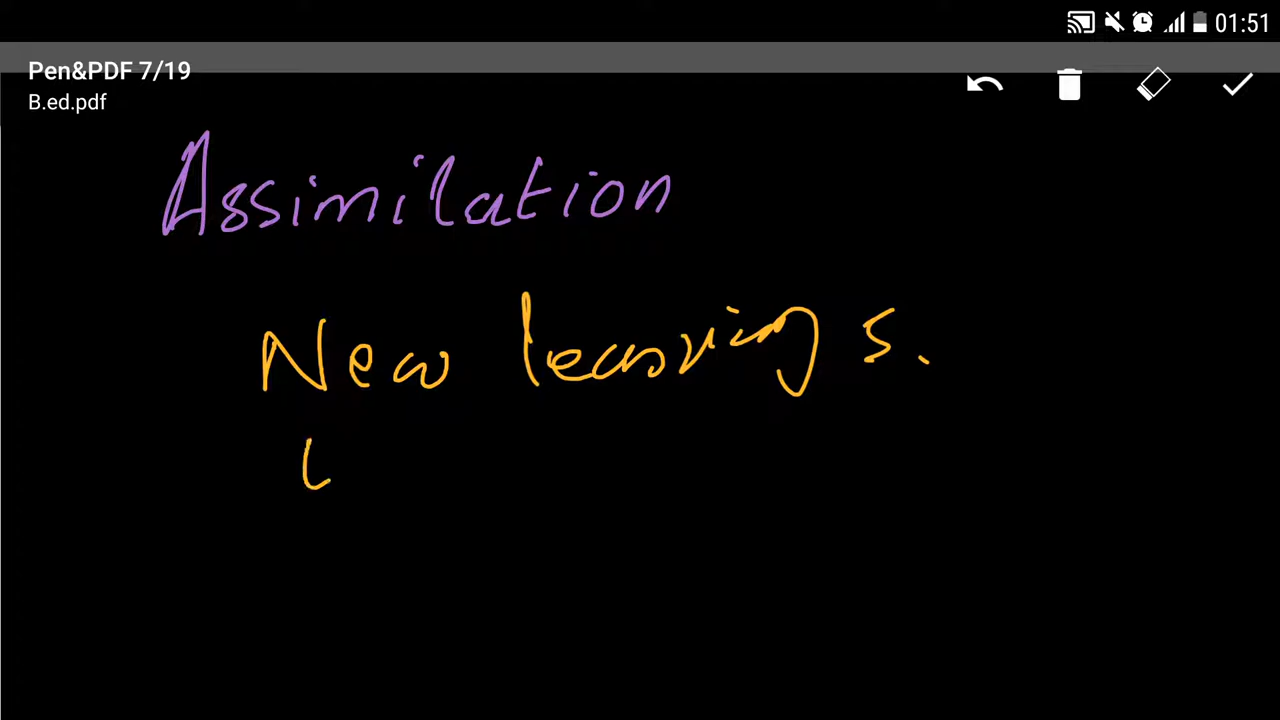 01:51
Pen&PDF 7/19
B.ed.pdf
Assimilation
New learning s.